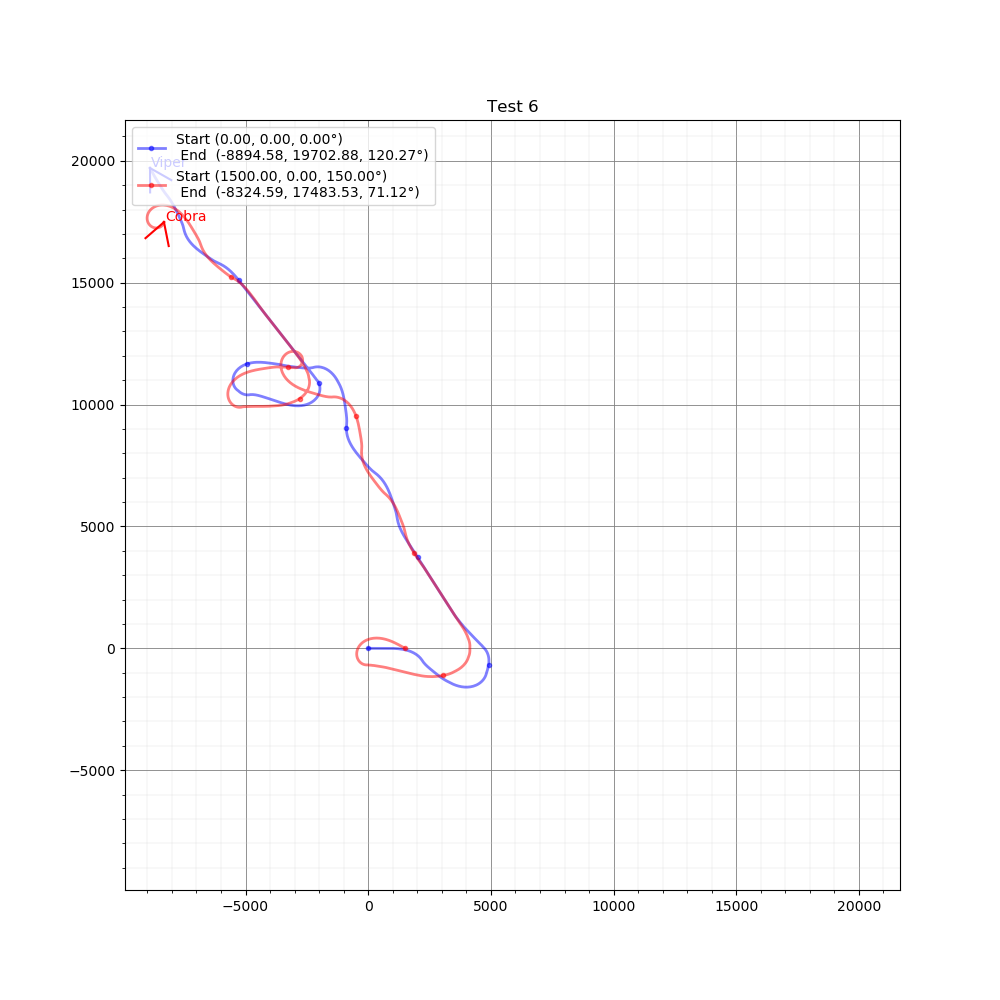 Test 6
Start (0.00, 0.00, 0.00°)
End (-8894.58, 19702.88, 120.27°)
Start (1500.00, 0.00, 150.00°)
End (-8324.59, 17483.53, 71.12°)
Viper
Cobra
20000
15000
10000
5000
0
−5000
−5000 0 5000 10000 15000 20000